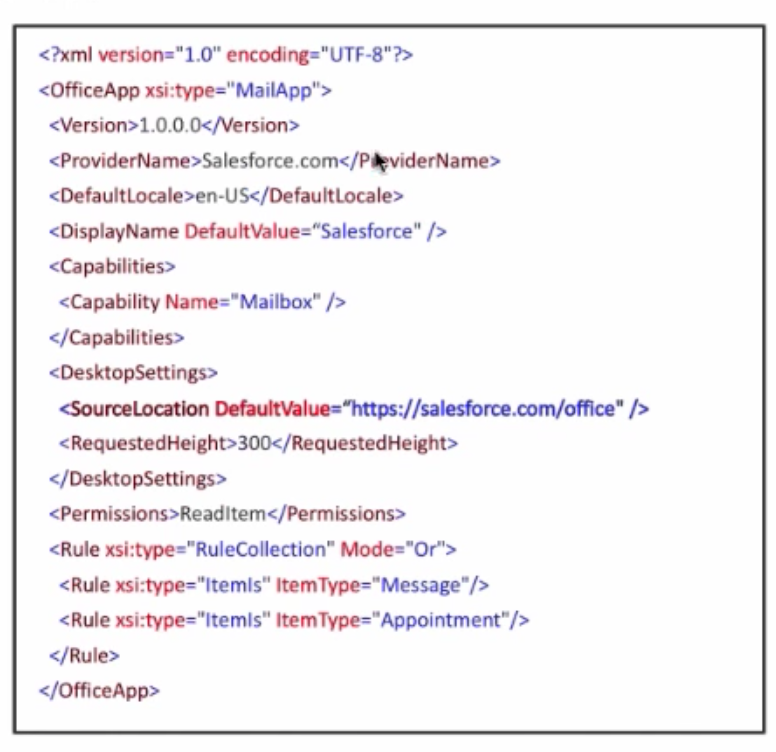 <?xml version="1.0" encoding="UTF-8"?>
<OfficeApp xsi:type="MailApp">
<Version>1.0.0.0</Version>
<ProviderName>Salesforce.com</ProviderName>
<DefaultLocale>en-US</DefaultLocale>
<DisplayName DefaultValue=“Salesforce" />
<Capabilities>
<Capability Name="Mailbox" />
</Capabilities>
<DesktopSettings>
<SourceLocation DefaultValue=“https://salesforce.com/office" />
<RequestedHeight>300</RequestedHeight>
</DesktopSettings>
<Permissions>ReadItem</Permissions>
<Rule xsi:type="RuleCollection" Mode="Or">
<Rule xsi:type="ItemIs" ItemType="Message"/>
<Rule xsi:type="ItemIs" ItemType="Appointment"/>
</Rule>
</OfficeApp>